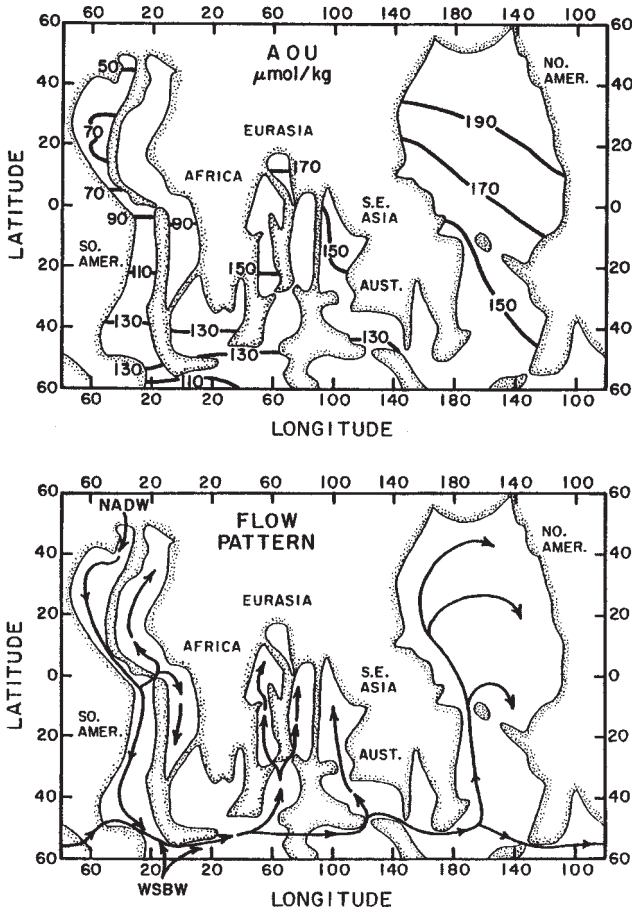 60 20 20 60 100 140 180 140 100
AOU
μmol/kg
NO.
AMER.
EURASIA
AFRICA
S.E.
ASIA
SO.
AMER.
AUST.
50
70
70
90
90
110
130
130
130
130
110
170
150
150
130
190
170
150
60
40
20
0
20
40
60
LATITUDE
60
40
20
0
20
40
60
60 20 20 60 100 140 180 140 100
LONGITUDE
60 20 20 60 100 140 180 140 100
NADW
FLOW
PATTERN
NO.
AMER.
EURASIA
AFRICA
S.E.
ASIA
SO.
AMER.
AUST.
60
40
20
0
20
40
60
LATITUDE
60
40
20
0
20
40
60
60 20 20 60 100 140 180 140 100
WSBW
LONGITUDE